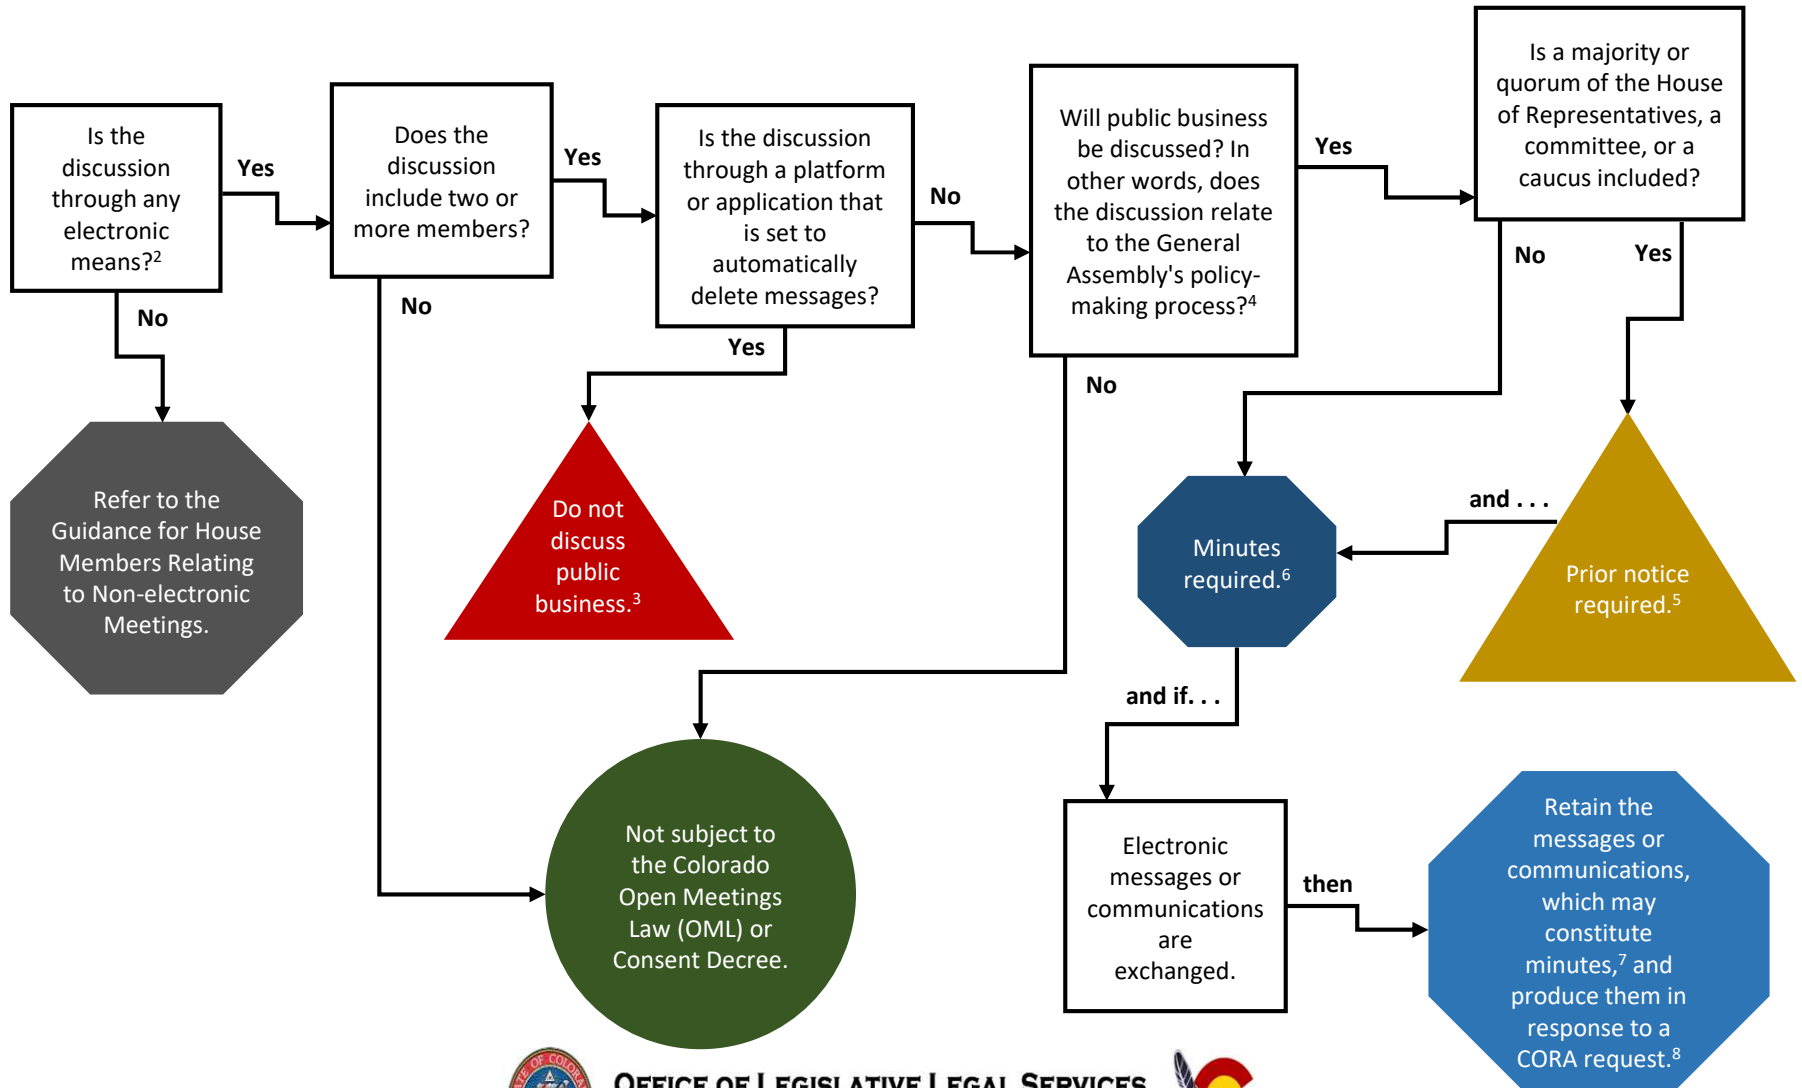 Is the
discussion
through any
electronic
means?2
Yes
No
Does the
discussion
include two or
more members?
Yes
No
Is the discussion
through a platform
or application that
is set to
automatically
delete messages?
No
Yes
Will public business
be discussed? In
other words, does
the discussion relate
to the General
Assembly's policy-
making process?4
Yes
No
Is a majority or
quorum of the House
of Representatives, a
committee, or a
caucus included?
No
Yes
Refer to the
Guidance for House
Members Relating
to Non-electronic
Meetings.
Do not
discuss
public
business.3
Minutes
required.6
and . . .
Prior notice
required.5
and if. . .
Not subject to
the Colorado
Open Meetings
Law (OML) or
Consent Decree.
Electronic
messages or
communications
are
exchanged.
then
Retain the
messages or
communications,
which may
constitute
minutes,7 and
produce them in
response to a
CORA request.8
OFFICE OF LEGISLATIVE LEGAL SERVICES